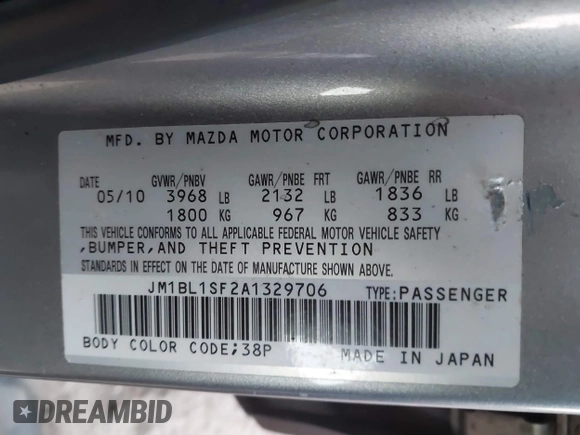 MFD. BY MAZDA MOTOR CORPORATION
DATE GVWR/PNBV GAWR/PNBE FRT GAWR/PNBE RR
05/10 3968 LB 2132 LB 1836 LB
1800 KG 967 KG 833 KG
THIS VEHICLE CONFORMS TO ALL APPLICABLE FEDERAL MOTOR VEHICLE SAFETY
,BUMPER,AND THEFT PREVENTION
STANDARDS IN EFFECT ON THE DATE OF MANUFACTURE SHOWN ABOVE.
JM1BL1SF2A1329706 TYPE:PASSENGER
BODY COLOR CODE;38P MADE IN JAPAN
DREAMBID